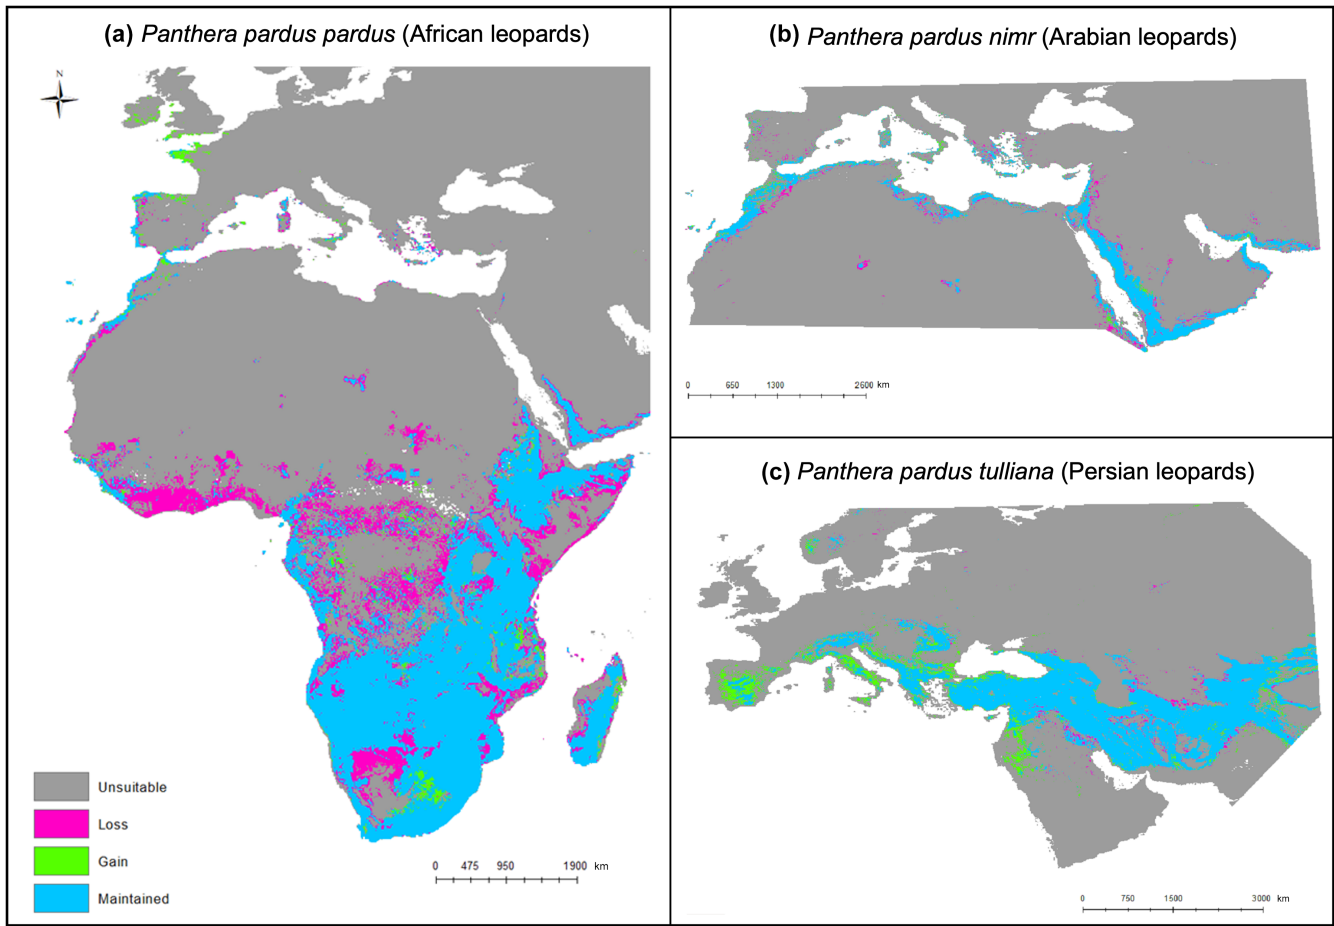 (a) Panthera pardus pardus (African leopards)
N
Unsuitable
Loss
Gain
Maintained
0 475 950 1900 km
(b) Panthera pardus nimr (Arabian leopards)
0 650 1300 2600 km
(c) Panthera pardus tulliana (Persian leopards)
0 750 1500 3000 km